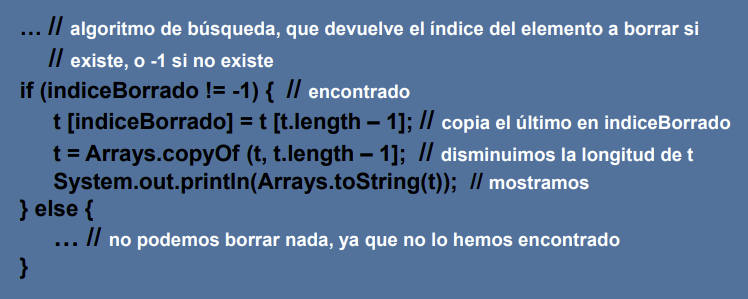 … // algoritmo de búsqueda, que devuelve el índice del elemento a borrar si
// existe, o -1 si no existe
if (indiceBorrado != -1) { // encontrado
t [indiceBorrado] = t [t.length – 1]; // copia el último en indiceBorrado
t = Arrays.copyOf (t, t.length – 1]; // disminuimos la longitud de t
System.out.println(Arrays.toString(t)); // mostramos
} else {
… // no podemos borrar nada, ya que no lo hemos encontrado
}